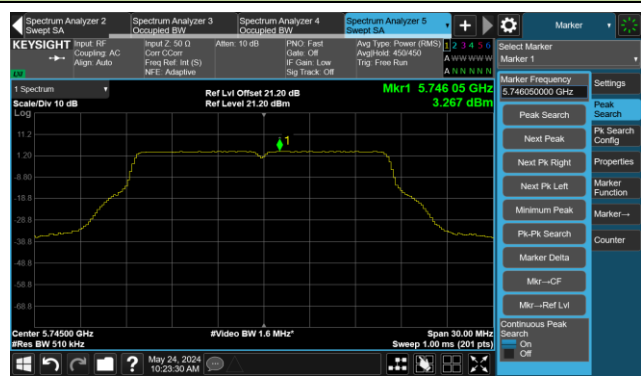 Spectrum Analyzer 2
Swept SA
Spectrum Analyzer 3
Occupied BW
Spectrum Analyzer 4
Occupied BW
Spectrum Analyzer 5
Swept SA
Marker
KEYSIGHT
Input: RF
Coupling: AC
Align: Auto
Input Z: 50 Ω
Corr CCorr
Freq Ref: Int (S)
NFE: Adaptive
Atten: 10 dB
PNO: Fast
Gate: Off
IF Gain: Low
Sig Track: Off
Avg Type: Power (RMS)
Avg|Hold: 450/450
Trig: Free Run
1 2 3 4 5 6
A W W W W W
A N N N N N
Select Marker
Marker 1
1 Spectrum
Scale/Div 10 dB
Log
Ref Lvl Offset 21.20 dB
Ref Level 21.20 dBm
Mkr1 5.746 05 GHz
3.267 dBm
11.2
1.20
-8.80
-18.8
-28.8
-38.8
-48.8
-58.8
-68.8
1
Center 5.74500 GHz
#Res BW 510 kHz
#Video BW 1.6 MHz*
Span 30.00 MHz
Sweep 1.00 ms (201 pts)
Marker Frequency
5.746050000 GHz
Peak Search
Next Peak
Next Pk Right
Next Pk Left
Minimum Peak
Pk-Pk Search
Marker Delta
Mkr→CF
Mkr→Ref Lvl
Continuous Peak
Search
On
Off
Settings
Peak
Search
Pk Search
Config
Properties
Marker
Function
Marker→
Counter
?
May 24, 2024
10:23:30 AM